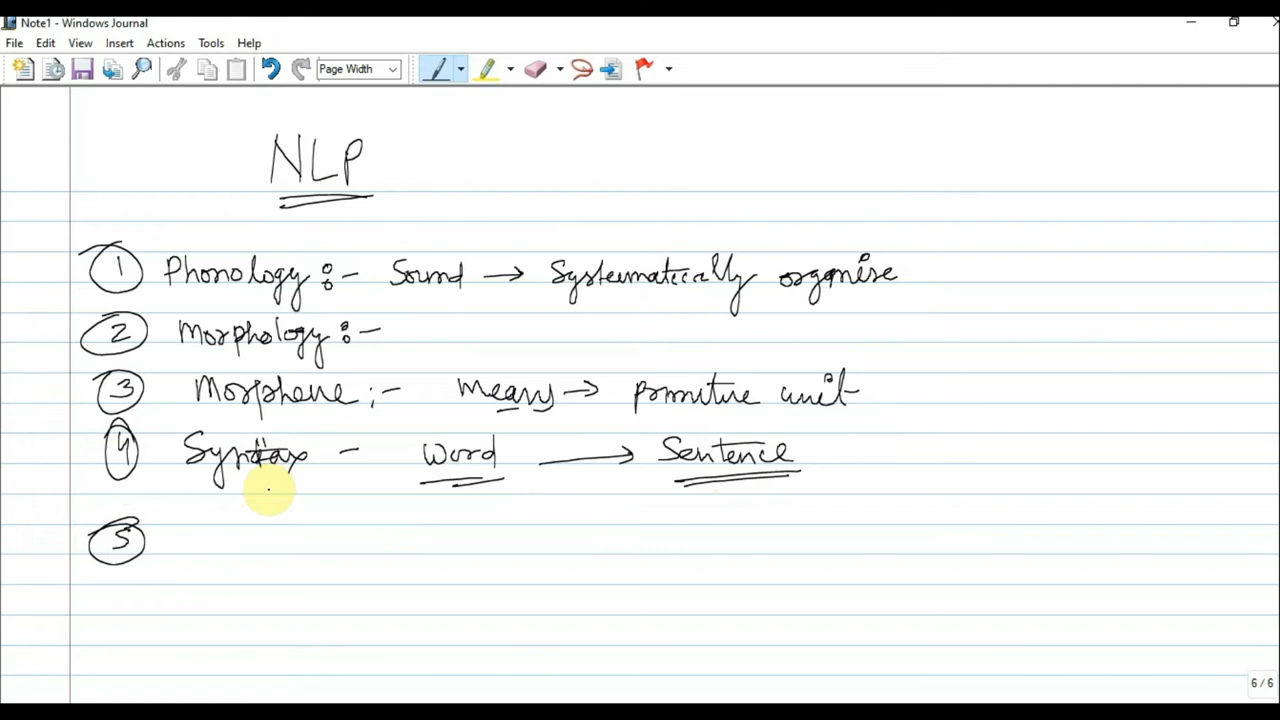 Note1 - Windows Journal
File Edit View Insert Actions Tools Help
Page Width
NLP
1 Phonology :- Sound → Systematically organise
2 Morphology :-
3 Morpheme :- means → primitive unit
4 Syntax - Word → Sentence
5
6 / 6